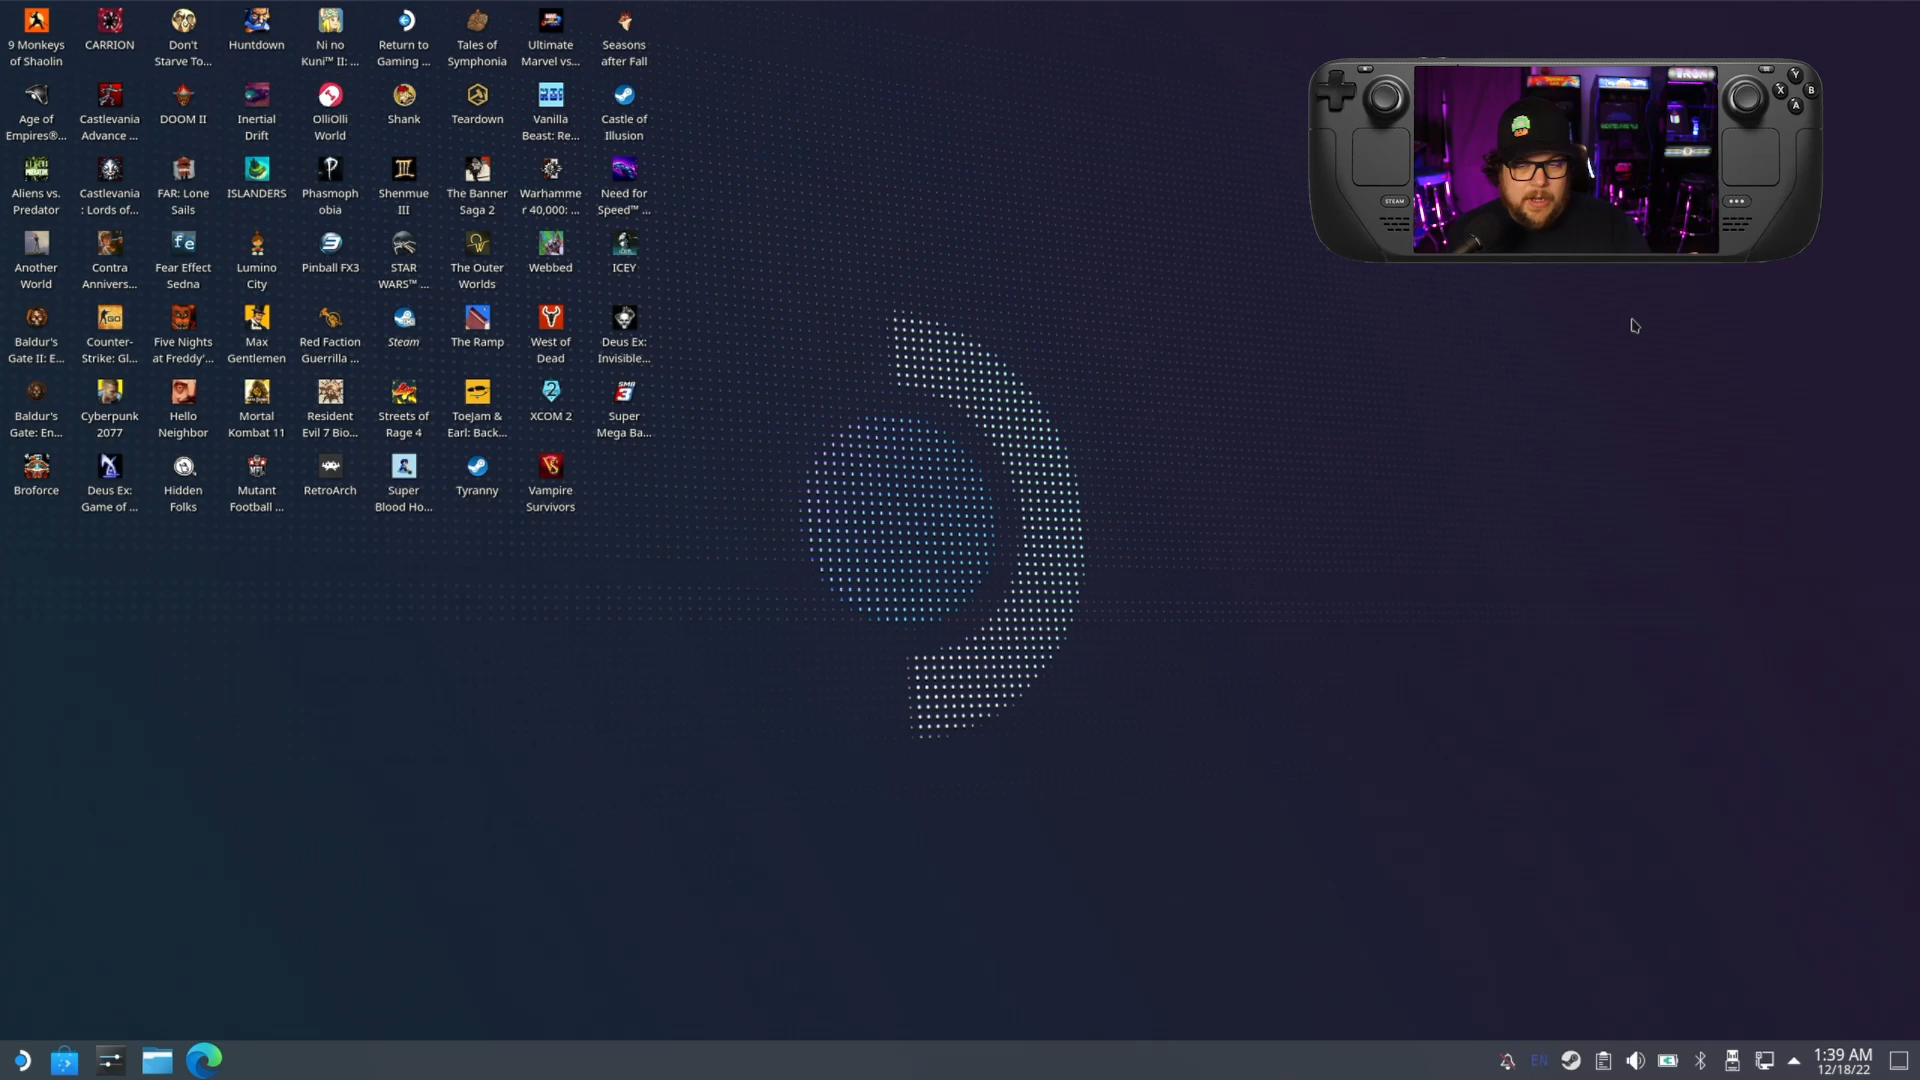 9 Monkeys
of Shaolin
CARRION
Don't
Starve To...
Huntdown
Ni no
Kuni™ II: ...
Return to
Gaming ...
Tales of
Symphonia
Ultimate
Marvel vs...
Seasons
after Fall
Age of
Empires®...
Castlevania
Advance ...
DOOM II
Inertial
Drift
OlliOlli
World
Shank
Teardown
Vanilla
Beast: Re...
Castle of
Illusion
Aliens vs.
Predator
Castlevania
: Lords of...
FAR: Lone
Sails
ISLANDERS
Phasmoph
obia
Shenmue
III
The Banner
Saga 2
Warhamme
r 40,000: ...
Need for
Speed™ ...
Another
World
Contra
Annivers...
fe
Fear Effect
Sedna
Lumino
City
Pinball FX3
STAR
WARS™ ...
The Outer
Worlds
Webbed
ICEY
Baldur's
Gate II: E...
GO
Counter-
Strike: Gl...
Five Nights
at Freddy'...
Max
Gentlemen
Red Faction
Guerrilla ...
Steam
The Ramp
West of
Dead
Deus Ex:
Invisible...
Baldur's
Gate: En...
Cyberpunk
2077
Hello
Neighbor
Mortal
Kombat 11
Resident
Evil 7 Bio...
Streets of
Rage 4
ToeJam &
Earl: Back...
2
XCOM 2
SMB
3
Super
Mega Ba...
Broforce
Deus Ex:
Game of ...
Hidden
Folks
MFL
Mutant
Football ...
RetroArch
Super
Blood Ho...
Tyranny
VS
Vampire
Survivors
TRON
Y
X
B
A
STEAM
EN
1:39 AM
12/18/22